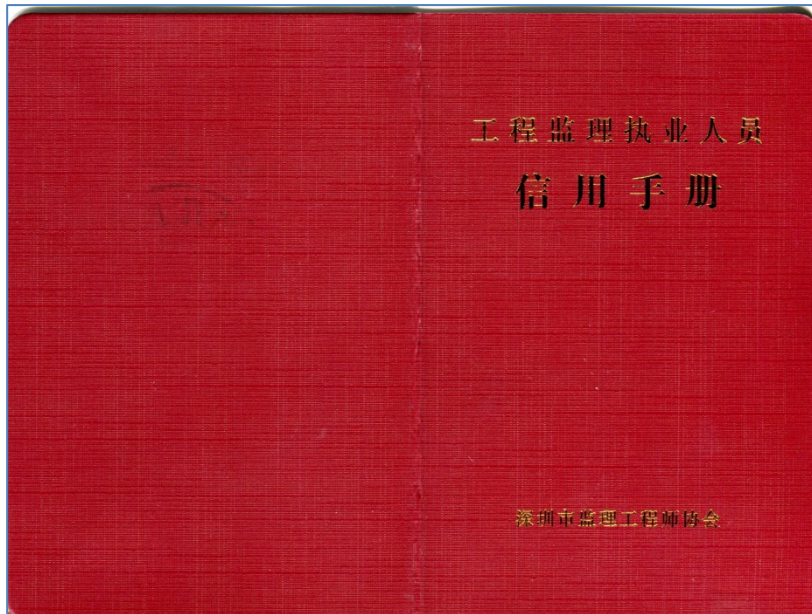 工程监理执业人员
信用手册
深圳市监理工程师协会